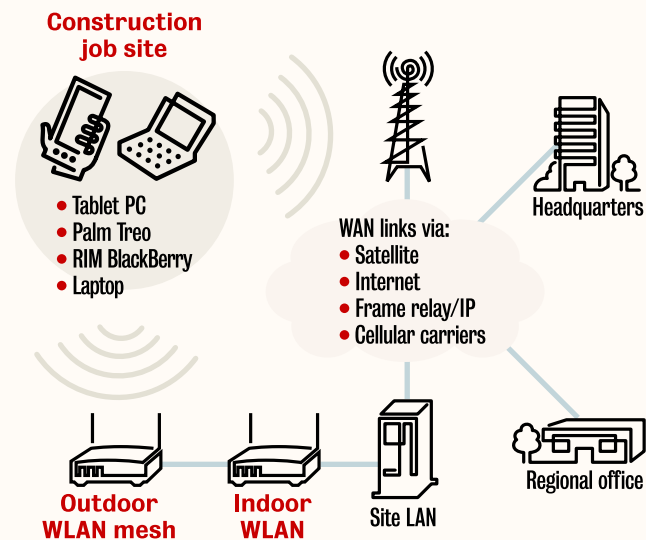 Construction
job site
• Tablet PC
• Palm Treo
• RIM BlackBerry
• Laptop
WAN links via:
• Satellite
• Internet
• Frame relay/IP
• Cellular carriers
Headquarters
Regional office
Outdoor
WLAN mesh
Indoor
WLAN
Site LAN